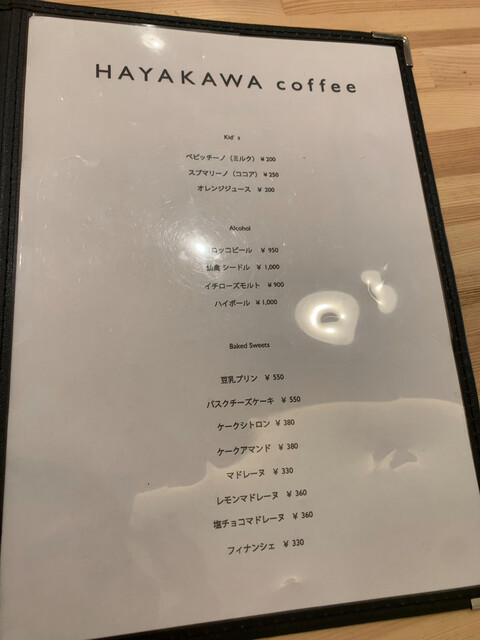 HAYAKAWA coffee
Kid's
ベビッチーノ（ミルク） ¥200
スプマリーノ（ココア） ¥250
オレンジジュース ¥ 200
Alcohol
ロッコビール ¥ 950
仙禽 シードル ¥ 1,000
イチローズモルト ¥ 900
ハイボール ¥ 1,000
Baked Sweets
豆乳プリン ¥ 550
バスクチーズケーキ ¥ 550
ケークシトロン ¥ 380
ケークアマンド ¥ 380
マドレーヌ ¥ 330
レモンマドレーヌ ¥ 360
塩チョコマドレーヌ ¥ 360
フィナンシェ ¥ 330